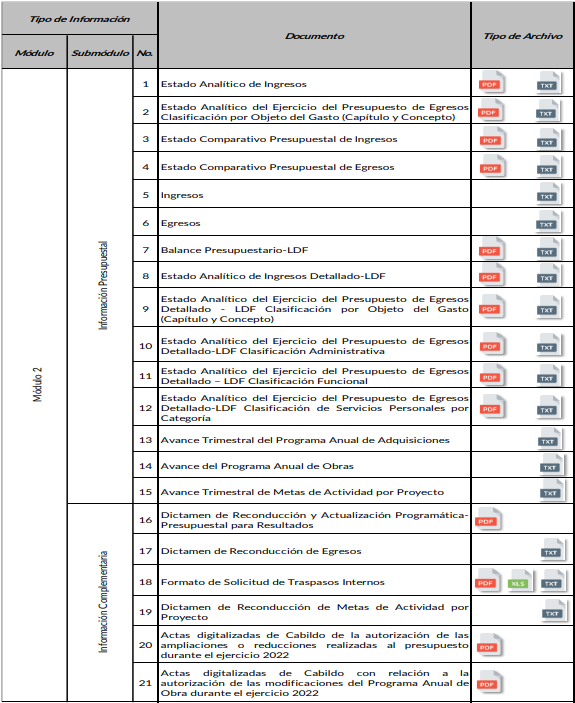 Tipo de Información
Documento
Tipo de Archivo
Módulo
Submódulo
No.
Módulo 2
Información Presupuestal
1 Estado Analítico de Ingresos PDF TXT
2 Estado Analítico del Ejercicio del Presupuesto de Egresos
Clasificación por Objeto del Gasto (Capítulo y Concepto) PDF TXT
3 Estado Comparativo Presupuestal de Ingresos PDF TXT
4 Estado Comparativo Presupuestal de Egresos PDF TXT
5 Ingresos TXT
6 Egresos TXT
7 Balance Presupuestario-LDF PDF TXT
8 Estado Analítico de Ingresos Detallado-LDF PDF TXT
9 Estado Analítico del Ejercicio del Presupuesto de Egresos
Detallado - LDF Clasificación por Objeto del Gasto
(Capítulo y Concepto) PDF TXT
10 Estado Analítico del Ejercicio del Presupuesto de Egresos
Detallado-LDF Clasificación Administrativa PDF TXT
11 Estado Analítico del Ejercicio del Presupuesto de Egresos
Detallado – LDF Clasificación Funcional PDF TXT
12 Estado Analítico del Ejercicio del Presupuesto de Egresos
Detallado-LDF Clasificación de Servicios Personales por
Categoría PDF TXT
13 Avance Trimestral del Programa Anual de Adquisiciones TXT
14 Avance del Programa Anual de Obras TXT
15 Avance Trimestral de Metas de Actividad por Proyecto TXT
Información Complementaria
16 Dictamen de Reconducción y Actualización Programática-
Presupuestal para Resultados PDF
17 Dictamen de Reconducción de Egresos TXT
18 Formato de Solicitud de Traspasos Internos PDF XLS TXT
19 Dictamen de Reconducción de Metas de Actividad por
Proyecto TXT
20 Actas digitalizadas de Cabildo de la autorización de las
ampliaciones o reducciones realizadas al presupuesto
durante el ejercicio 2022 PDF
21 Actas digitalizadas de Cabildo con relación a la
autorización de las modificaciones del Programa Anual de
Obra durante el ejercicio 2022 PDF